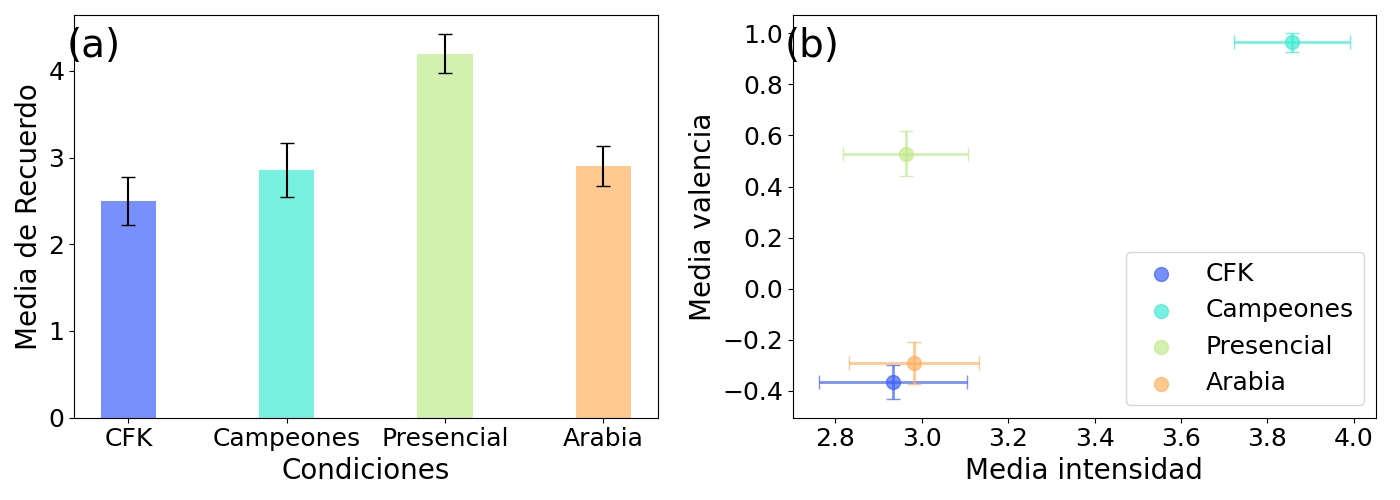 (a)
Media de Recuerdo
4
3
2
1
0
CFK Campeones Presencial Arabia
Condiciones
(b)
Media valencia
1.0
0.8
0.6
0.4
0.2
0.0
−0.2
−0.4
CFK
Campeones
Presencial
Arabia
2.8 3.0 3.2 3.4 3.6 3.8 4.0
Media intensidad